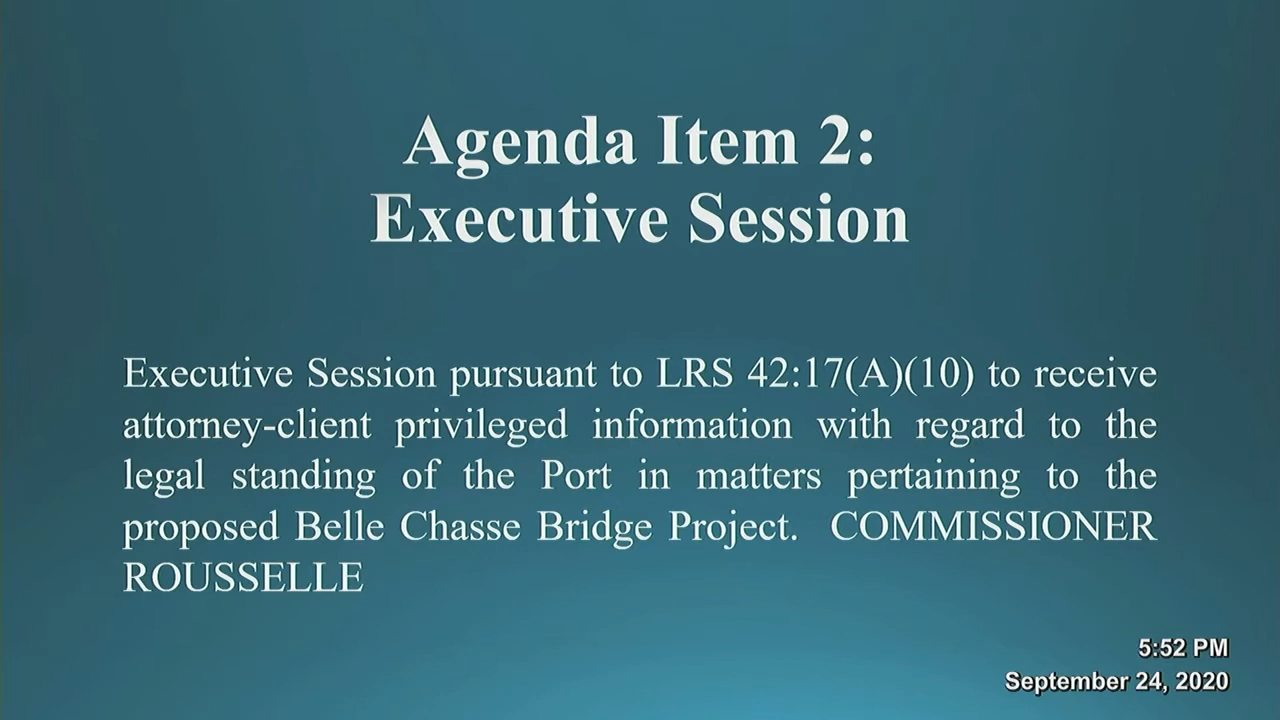 Agenda Item 2:
Executive Session
Executive Session pursuant to LRS 42:17(A)(10) to receive
attorney-client privileged information with regard to the
legal standing of the Port in matters pertaining to the
proposed Belle Chasse Bridge Project. COMMISSIONER
ROUSSELLE
5:52 PM
September 24, 2020